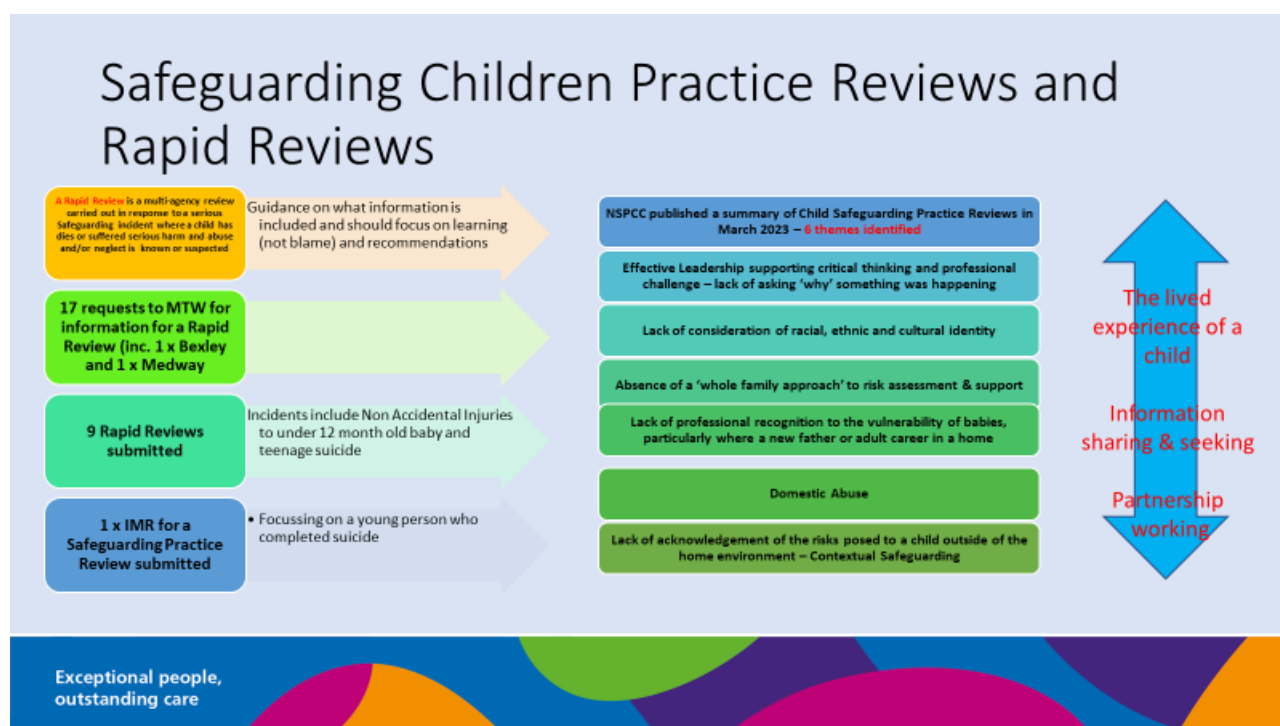 Safeguarding Children Practice Reviews and
Rapid Reviews
A Rapid Review is a multi-agency review
carried out in response to a serious
Safeguarding incident where a child has
dies or suffered serious harm and abuse
and/or neglect is known or suspected
Guidance on what information is
included and should focus on learning
(not blame) and recommendations
17 requests to MTW for
information for a Rapid
Review (inc. 1 x Bexley
and 1 x Medway
9 Rapid Reviews
submitted
Incidents include Non Accidental Injuries
to under 12 month old baby and
teenage suicide
1 x IMR for a
Safeguarding Practice
Review submitted
• Focussing on a young person who
completed suicide
NSPCC published a summary of Child Safeguarding Practice Reviews in
March 2023 – 6 themes identified
Effective Leadership supporting critical thinking and professional
challenge – lack of asking ‘why’ something was happening
Lack of consideration of racial, ethnic and cultural identity
Absence of a ‘whole family approach’ to risk assessment & support
Lack of professional recognition to the vulnerability of babies,
particularly where a new father or adult career in a home
Domestic Abuse
Lack of acknowledgement of the risks posed to a child outside of the
home environment – Contextual Safeguarding
The lived
experience of a
child
Information
sharing & seeking
Partnership
working
Exceptional people,
outstanding care